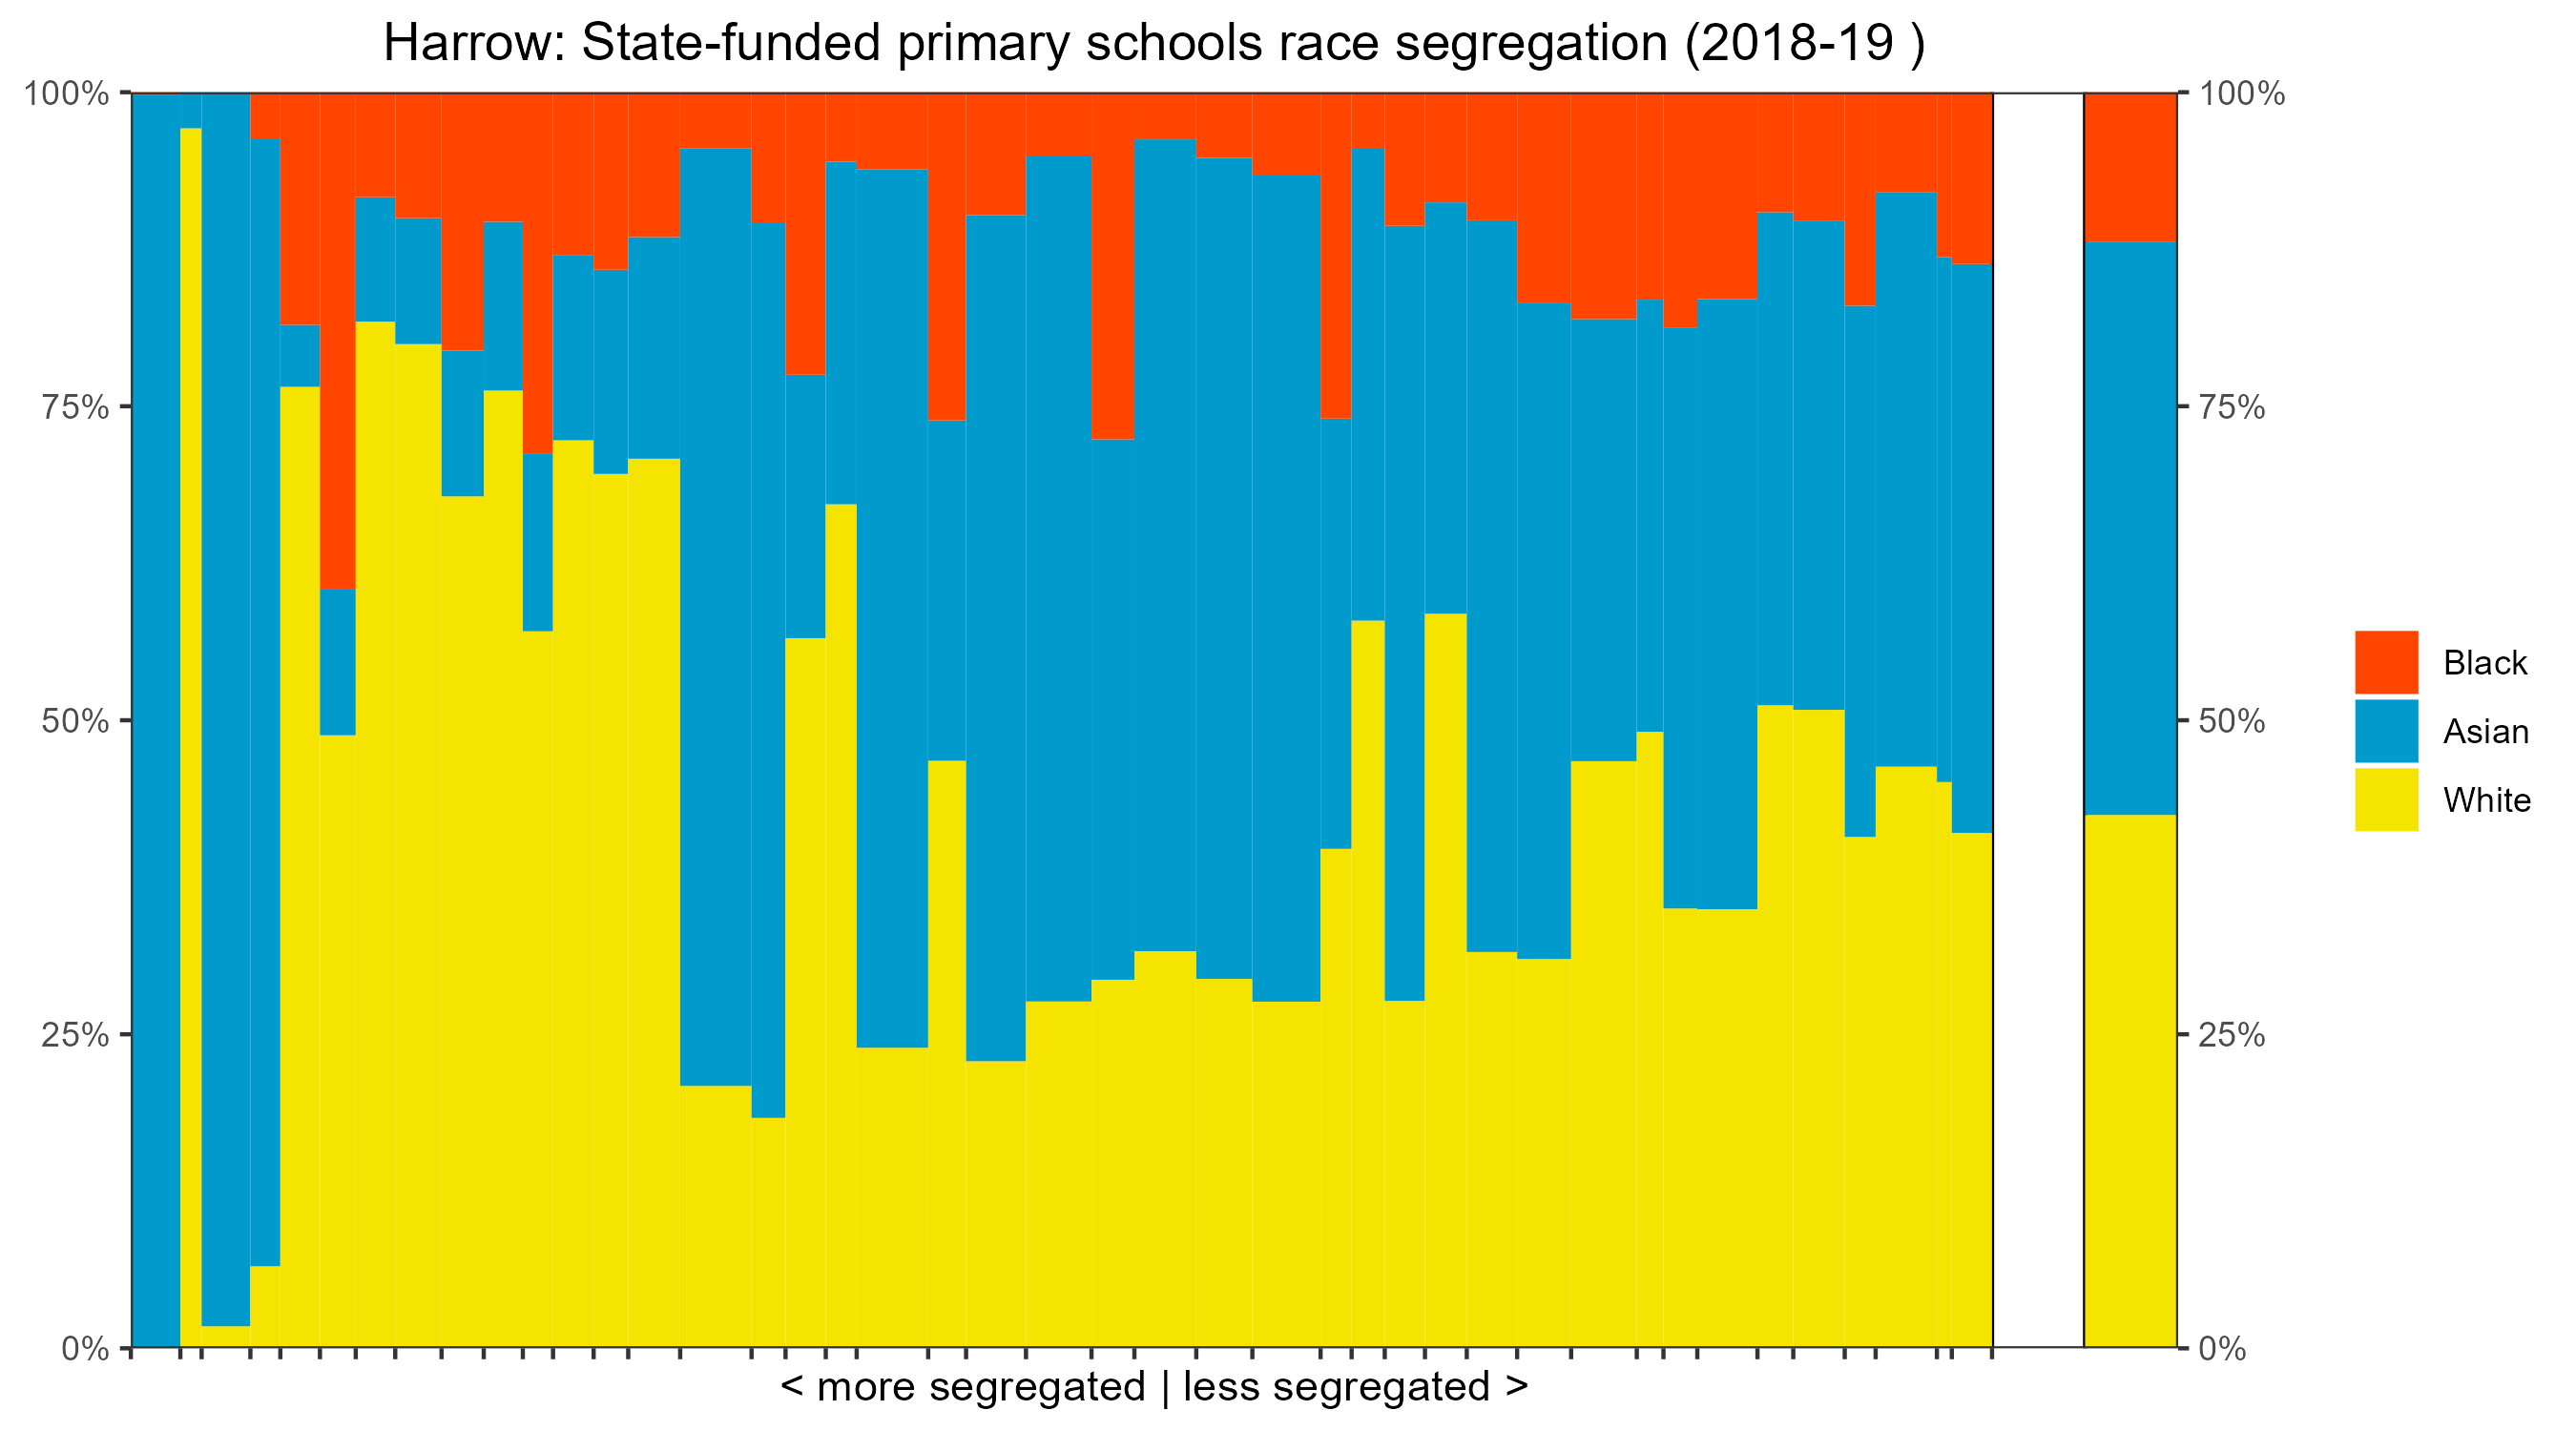 Harrow: State-funded primary schools race segregation (2018-19 )
100%
75%
50%
25%
0%
100%
75%
50%
25%
0%
Black
Asian
White
< more segregated | less segregated >